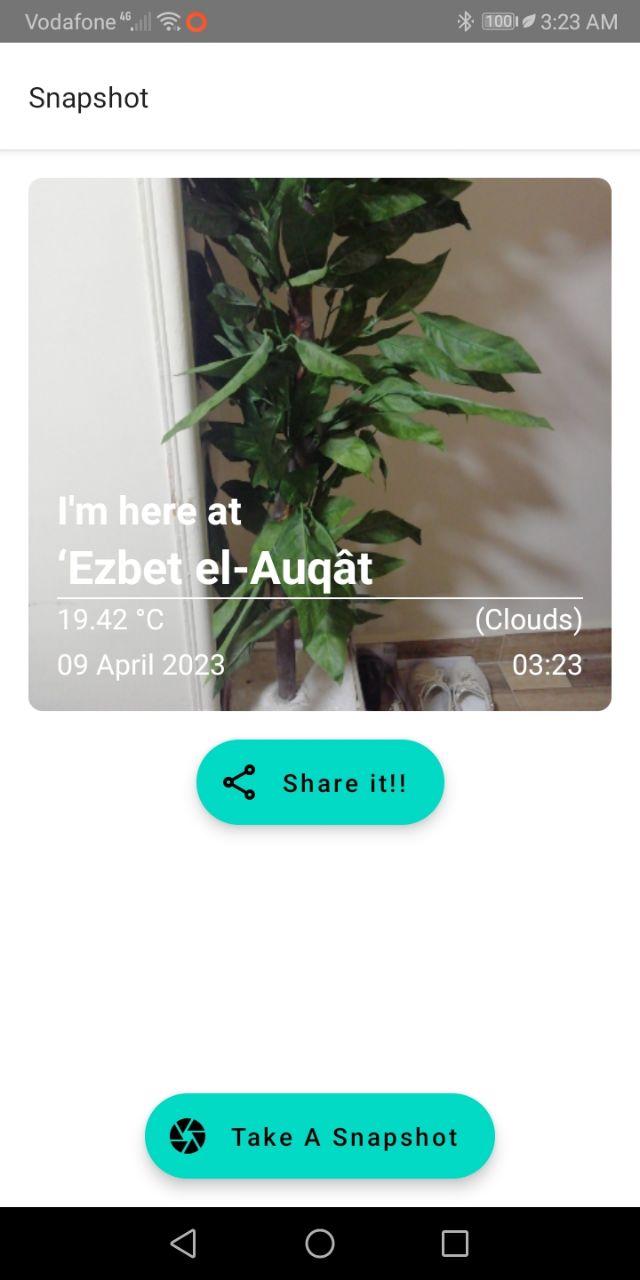 Vodafone 4G 100 3:23 AM
Snapshot
I'm here at
‘Ezbet el-Auqât
19.42 °C (Clouds)
09 April 2023 03:23
Share it!!
Take A Snapshot